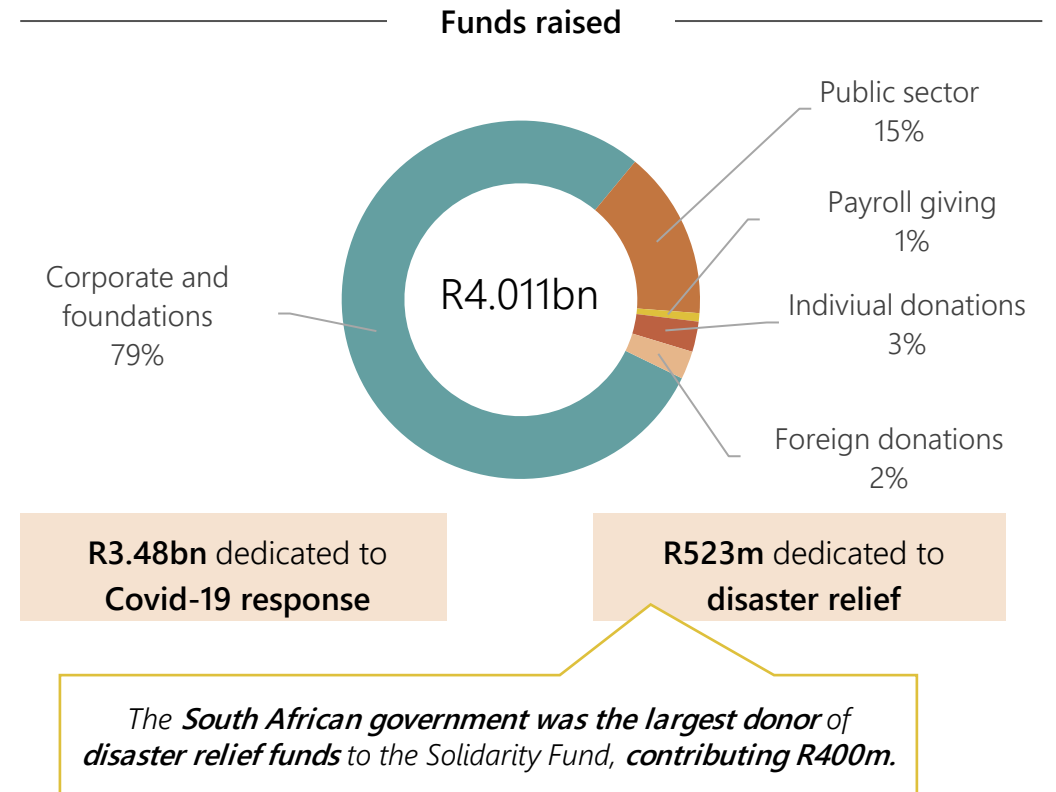 Funds raised
Public sector
15%
Payroll giving
1%
Indiviual donations
3%
Foreign donations
2%
Corporate and
foundations
79%
R4.011bn
R3.48bn dedicated to
Covid-19 response
R523m dedicated to
disaster relief
The South African government was the largest donor of
disaster relief funds to the Solidarity Fund, contributing R400m.